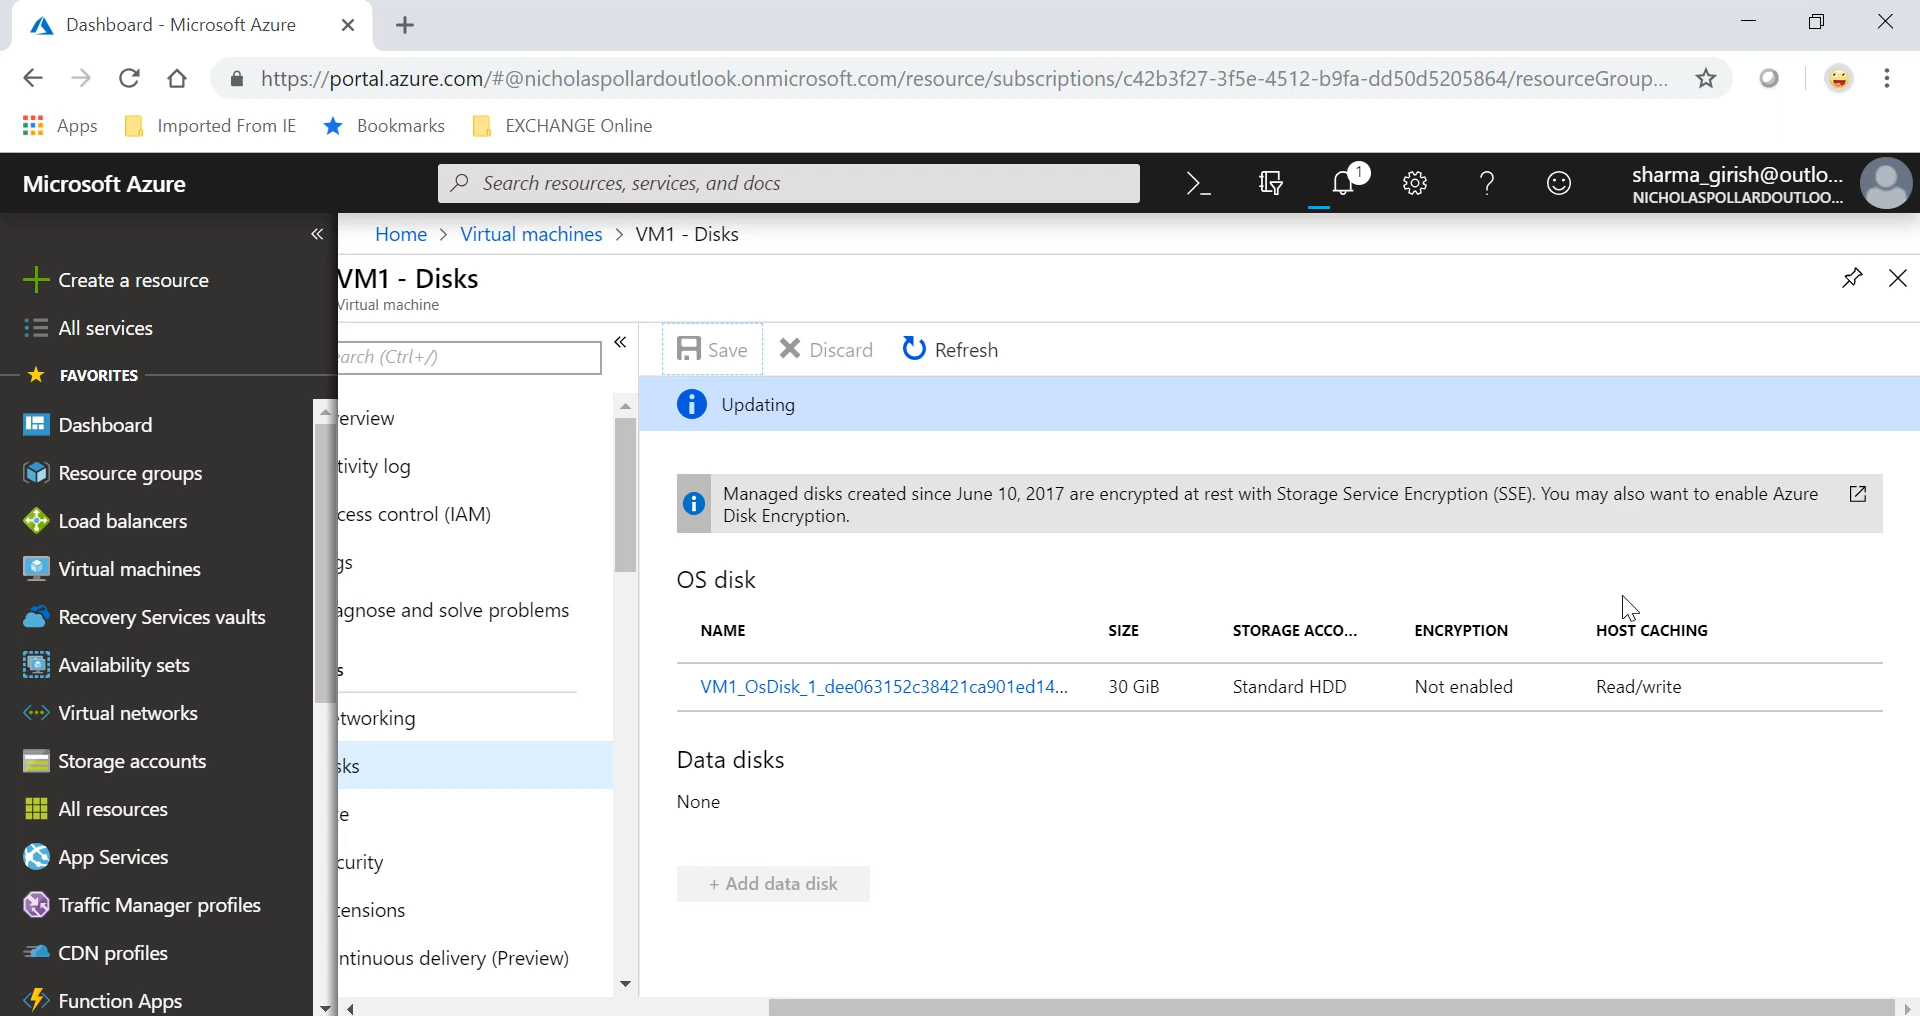 Dashboard - Microsoft Azure
https://portal.azure.com/#@nicholaspollardoutlook.onmicrosoft.com/resource/subscriptions/c42b3f27-3f5e-4512-b9fa-dd50d5205864/resourceGroup...
Apps Imported From IE Bookmarks EXCHANGE Online
Microsoft Azure
Search resources, services, and docs
1
sharma_girish@outlo...
NICHOLASPOLLARDOUTLOO...
Create a resource
All services
FAVORITES
Dashboard
Resource groups
Load balancers
Virtual machines
Recovery Services vaults
Availability sets
Virtual networks
Storage accounts
All resources
App Services
Traffic Manager profiles
CDN profiles
Function Apps
Home > Virtual machines > VM1 - Disks
VM1 - Disks
Virtual machine
earch (Ctrl+/)
erview
tivity log
cess control (IAM)
gs
agnose and solve problems
s
etworking
sks
ze
curity
tensions
ntinuous delivery (Preview)
Save Discard Refresh
Updating
Managed disks created since June 10, 2017 are encrypted at rest with Storage Service Encryption (SSE). You may also want to enable Azure
Disk Encryption.
OS disk
NAME SIZE STORAGE ACCO... ENCRYPTION HOST CACHING
VM1_OsDisk_1_dee063152c38421ca901ed14... 30 GiB Standard HDD Not enabled Read/write
Data disks
None
+ Add data disk